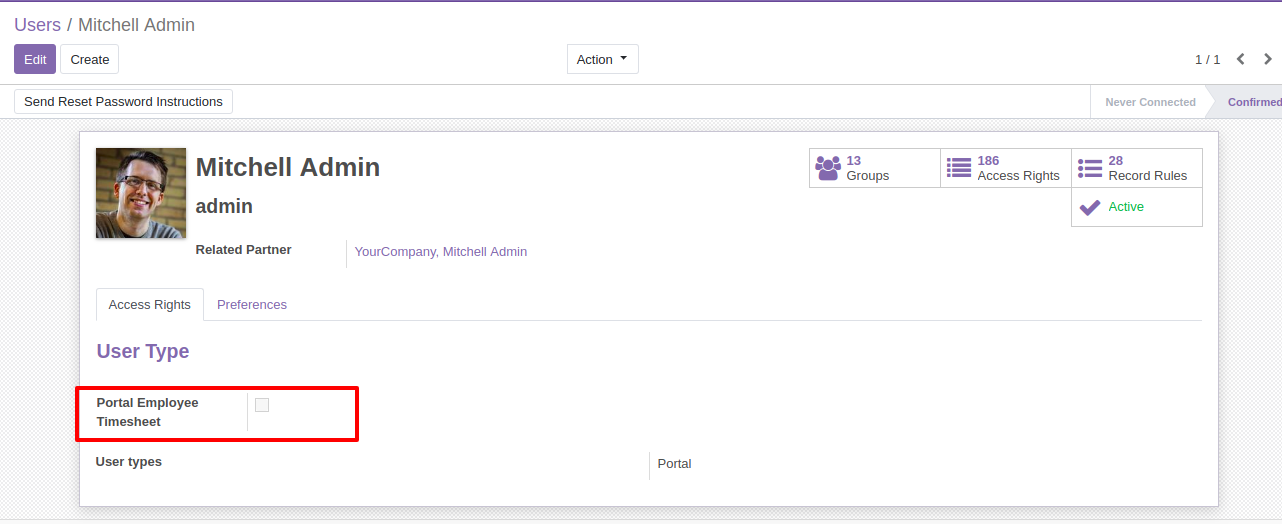 Users / Mitchell Admin
Edit
Create
Action
1 / 1
Send Reset Password Instructions
Never Connected
Confirmed
Mitchell Admin
admin
13
Groups
186
Access Rights
28
Record Rules
Active
Related Partner
YourCompany, Mitchell Admin
Access Rights
Preferences
User Type
Portal Employee
Timesheet
User types
Portal